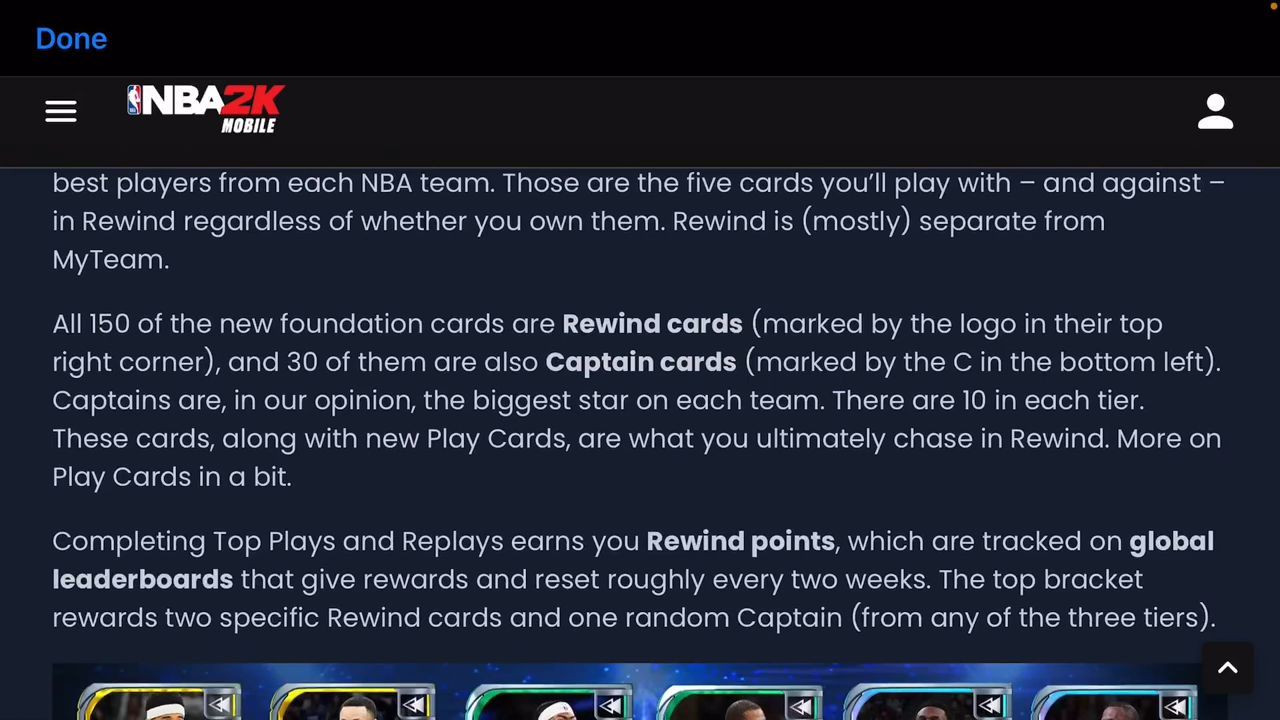 Done
NBA2K
MOBILE
best players from each NBA team. Those are the five cards you’ll play with – and against –
in Rewind regardless of whether you own them. Rewind is (mostly) separate from
MyTeam.
All 150 of the new foundation cards are Rewind cards (marked by the logo in their top
right corner), and 30 of them are also Captain cards (marked by the C in the bottom left).
Captains are, in our opinion, the biggest star on each team. There are 10 in each tier.
These cards, along with new Play Cards, are what you ultimately chase in Rewind. More on
Play Cards in a bit.
Completing Top Plays and Replays earns you Rewind points, which are tracked on global
leaderboards that give rewards and reset roughly every two weeks. The top bracket
rewards two specific Rewind cards and one random Captain (from any of the three tiers).